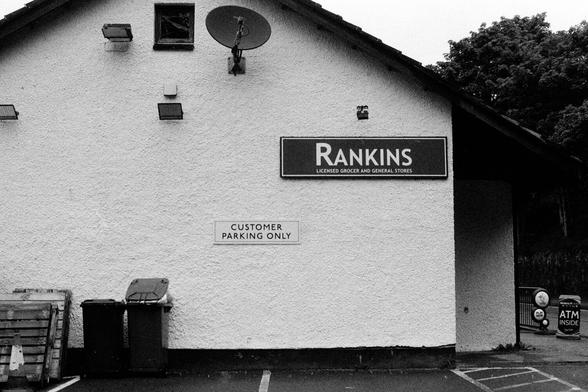 RANKINS
LICENSED GROCER AND GENERAL STORES
CUSTOMER
PARKING ONLY
ATM
INSIDE